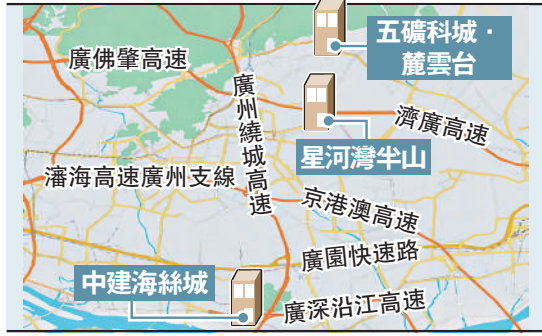 五礦科城·
麓雲台
廣佛肇高速
廣州繞城高速
濟廣高速
星河灣半山
瀋海高速廣州支線
京港澳高速
廣園快速路
中建海絲城
廣深沿江高速